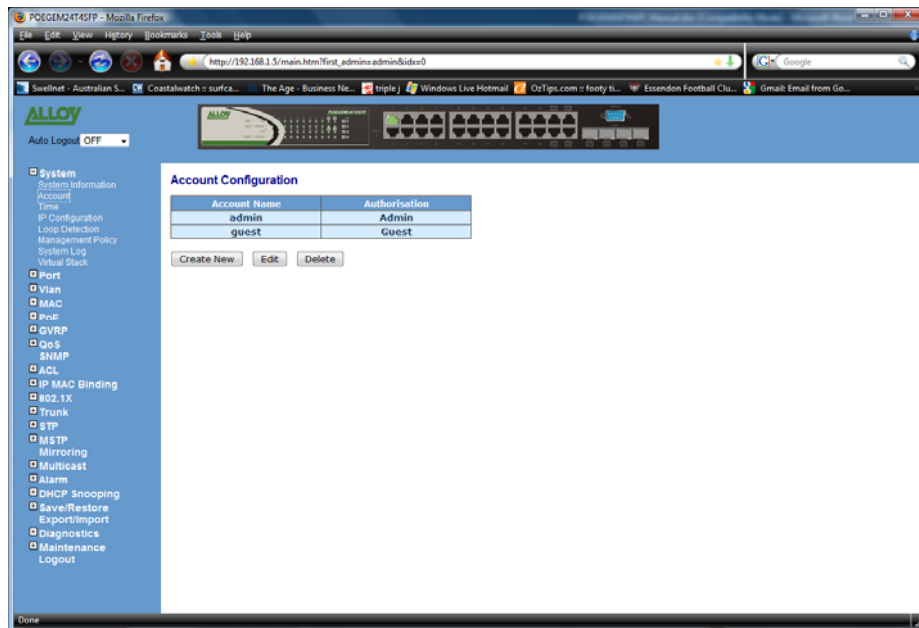 POEGEM24T4SFP - Mozilla Firefox
File Edit View History Bookmarks Tools Help
http://192.168.1.5/main.htm?first_admin=admin&idx=0
Google
Swellnet - Australian S... Coastalwatch :: surfca... The Age - Business Ne... triple j Windows Live Hotmail OzTips.com :: footy ti... Essendon Football Clu... Gmail: Email from Go...
ALLOY
Auto Logout OFF
ALLOY
System
System Information
Account
Time
IP Configuration
Loop Detection
Management Policy
System Log
Virtual Stack
Port
Vlan
MAC
PoE
GVRP
QoS
SNMP
ACL
IP MAC Binding
802.1X
Trunk
STP
MSTP
Mirroring
Multicast
Alarm
DHCP Snooping
Save/Restore
Export/Import
Diagnostics
Maintenance
Logout
Account Configuration
Account Name Authorisation
admin Admin
guest Guest
Create New Edit Delete
Done